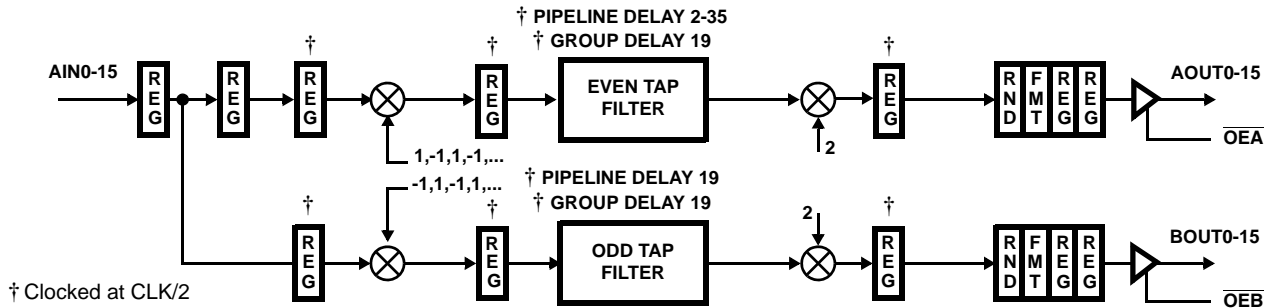 † PIPELINE DELAY 2-35
† GROUP DELAY 19
AIN0-15
REG
REG
†
REG
†
REG
EVEN TAP
FILTER
†
REG
RND
FMT
REG
REG
AOUT0-15
OEA
2
1,-1,1,-1,...
-1,1,-1,1,...
† PIPELINE DELAY 19
† GROUP DELAY 19
†
REG
†
REG
ODD TAP
FILTER
2
†
REG
RND
FMT
REG
REG
BOUT0-15
OEB
† Clocked at CLK/2